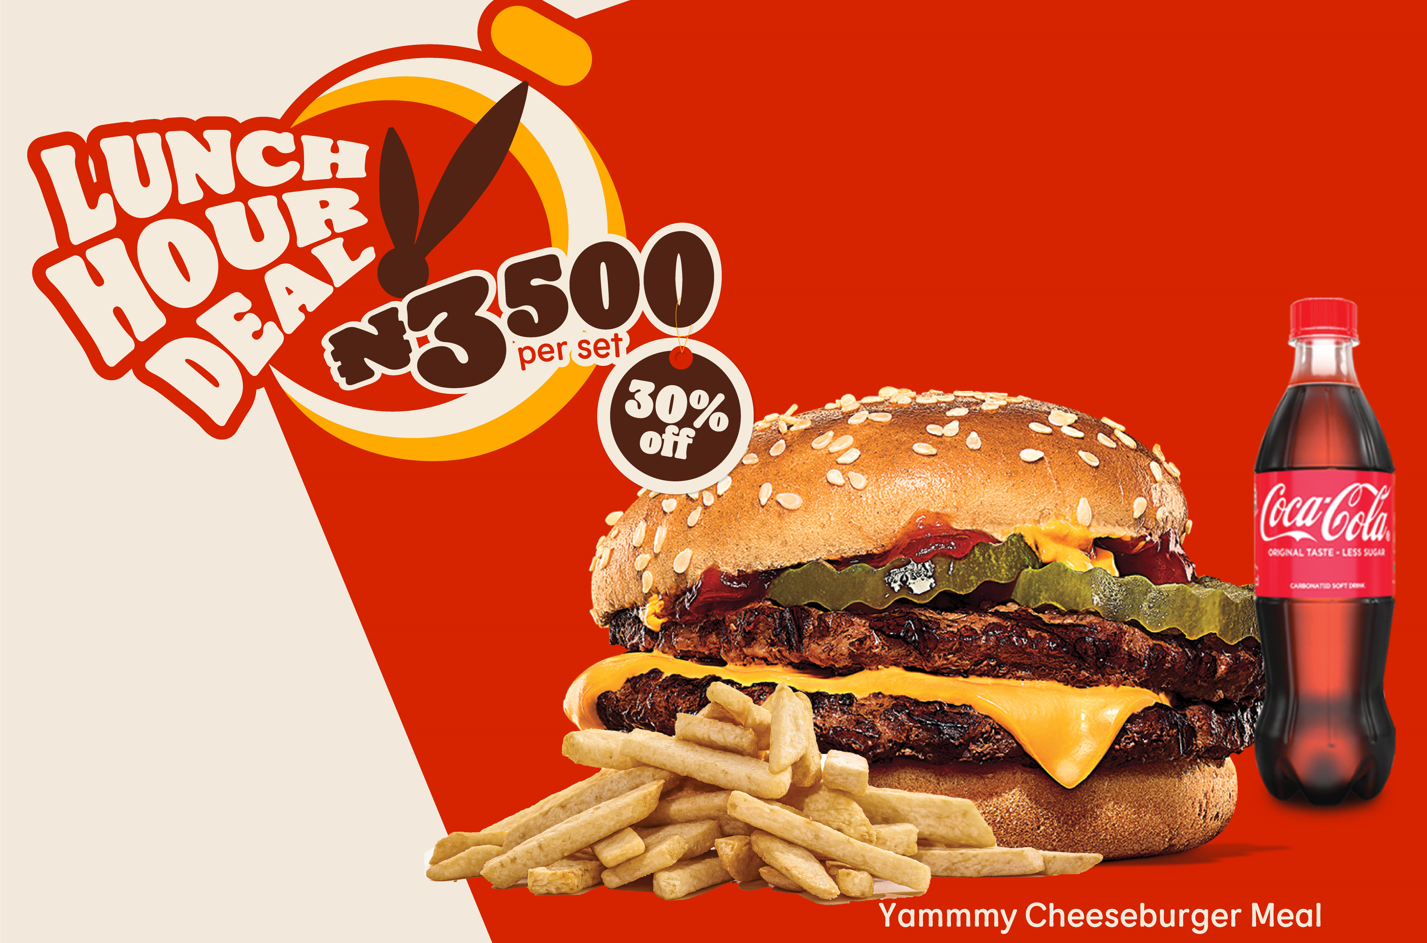 LUNCH
HOUR
DEAL
₦3500
per set
30%
off
Coca-Cola
ORIGINAL TASTE - LESS SUGAR
CARBONATED SOFT DRINK
Yammmy Cheeseburger Meal